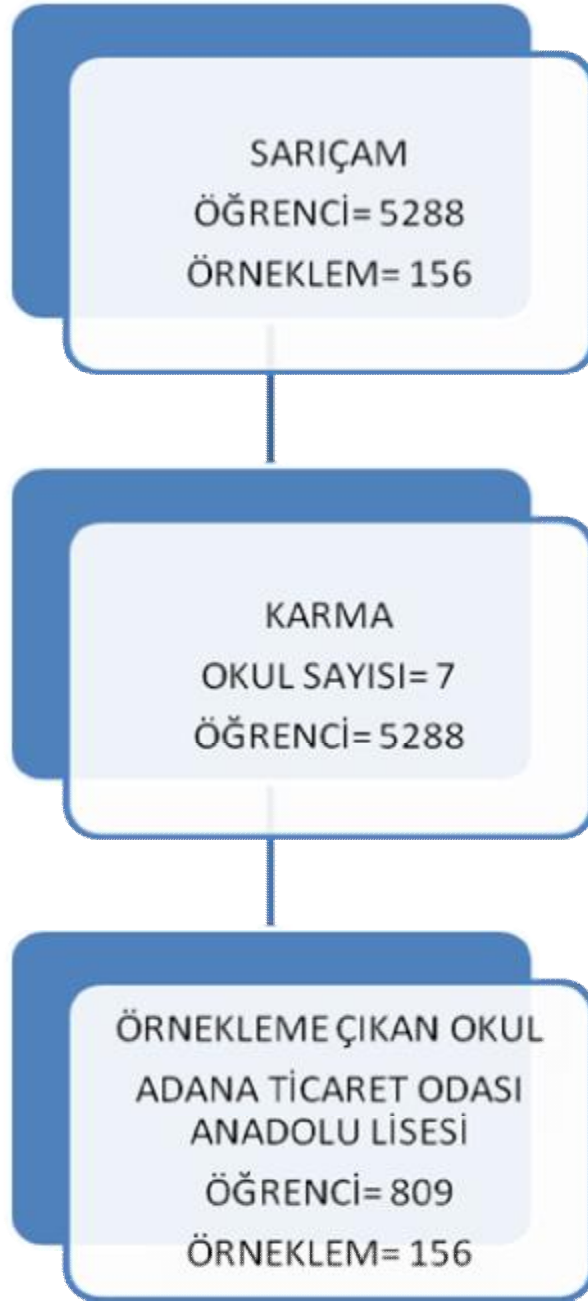 SARIÇAM
ÖĞRENCİ= 5288
ÖRNEKLEM= 156
KARMA
OKUL SAYISI= 7
ÖĞRENCİ= 5288
ÖRNEKLEME ÇIKAN OKUL
ADANA TİCARET ODASI
ANADOLU LİSESİ
ÖĞRENCİ= 809
ÖRNEKLEM= 156